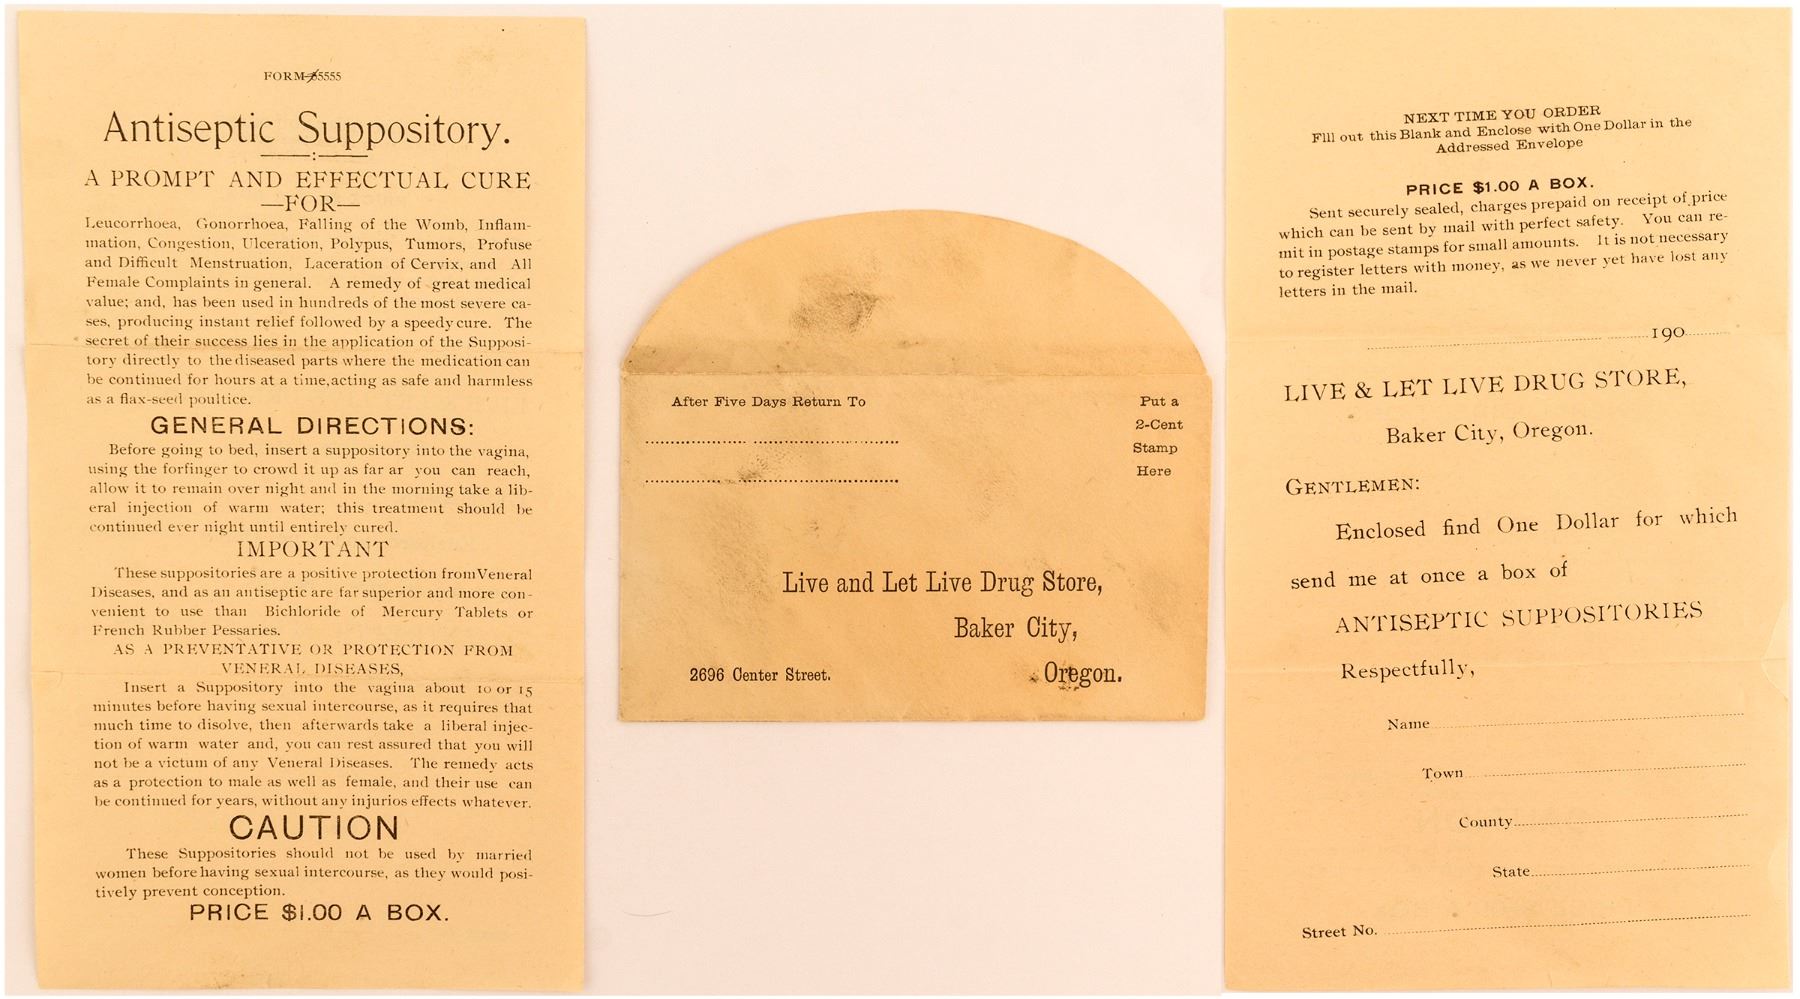 FORM 35555
Antiseptic Suppository.
A PROMPT AND EFFECTUAL CURE
—FOR—
Leucorrhoea, Gonorrhoea, Falling of the Womb, Inflam-
mation, Congestion, Ulceration, Polypus, Tumors, Profuse
and Difficult Menstruation, Laceration of Cervix, and All
Female Complaints in general. A remedy of great medical
value; and, has been used in hundreds of the most severe ca-
ses, producing instant relief followed by a speedy cure. The
secret of their success lies in the application of the Supposi-
tory directly to the diseased parts where the medication can
be continued for hours at a time, acting as safe and harmless
as a flax-seed poultice.
GENERAL DIRECTIONS:
Before going to bed, insert a suppository into the vagina,
using the forfinger to crowd it up as far ar you can reach,
allow it to remain over night and in the morning take a lib-
eral injection of warm water; this treatment should be
continued ever night until entirely cured.
IMPORTANT
These suppositories are a positive protection from Veneral
Diseases, and as an antiseptic are far superior and more con-
venient to use than Bichloride of Mercury Tablets or
French Rubber Pessaries.
AS A PREVENTATIVE OR PROTECTION FROM
VENERAL DISEASES,
Insert a Suppository into the vagina about 10 or 15
minutes before having sexual intercourse, as it requires that
much time to disolve, then afterwards take a liberal injec-
tion of warm water and, you can rest assured that you will
not be a victum of any Veneral Diseases. The remedy acts
as a protection to male as well as female, and their use can
be continued for years, without any injurios effects whatever.
CAUTION
These Suppositories should not be used by married
women before having sexual intercourse, as they would posi-
tively prevent conception.
PRICE $1.00 A BOX.
After Five Days Return To
Put a
2-Cent
Stamp
Here
Live and Let Live Drug Store,
Baker City,
2696 Center Street.
Oregon.
NEXT TIME YOU ORDER
Fill out this Blank and Enclose with One Dollar in the
Addressed Envelope
PRICE $1.00 A BOX.
Sent securely sealed, charges prepaid on receipt of price
which can be sent by mail with perfect safety. You can re-
mit in postage stamps for small amounts. It is not necessary
to register letters with money, as we never yet have lost any
letters in the mail.
190
LIVE & LET LIVE DRUG STORE,
Baker City, Oregon.
GENTLEMEN:
Enclosed find One Dollar for which
send me at once a box of
ANTISEPTIC SUPPOSITORIES
Respectfully,
Name
Town
County
State
Street No.